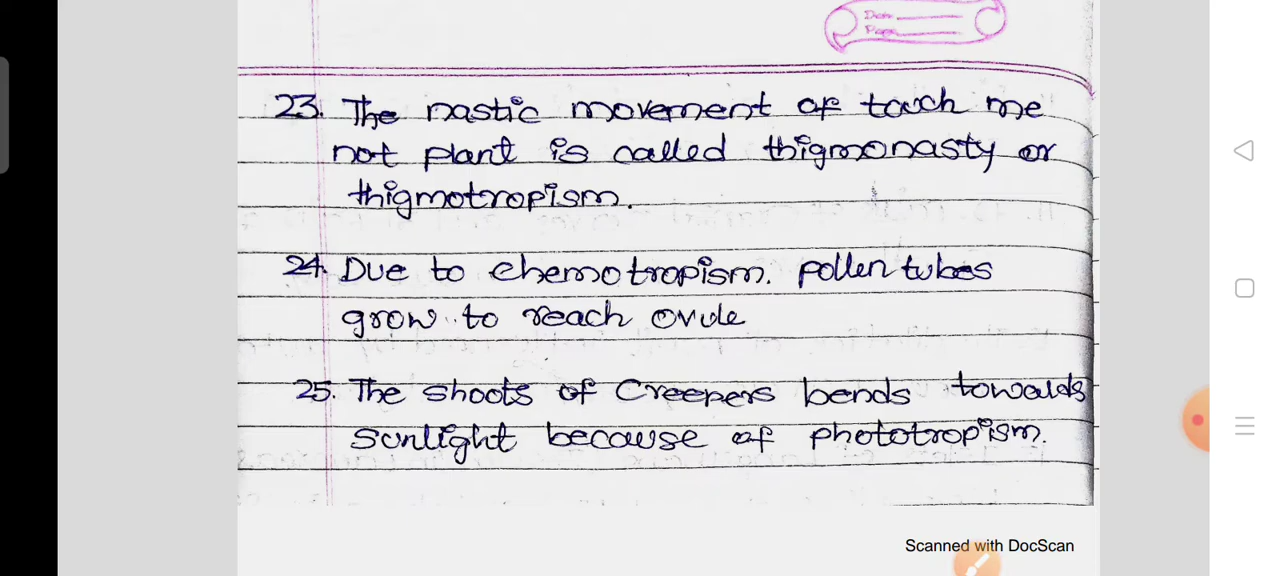 Date
Page
23. The nastic movement of touch me
not plant is called thigmonasty or
thigmotropism.
24. Due to chemotropism. pollen tubes
grow to reach ovule
25. The shoots of Creepers bends towards
sunlight because of phototropism.
Scanned with DocScan